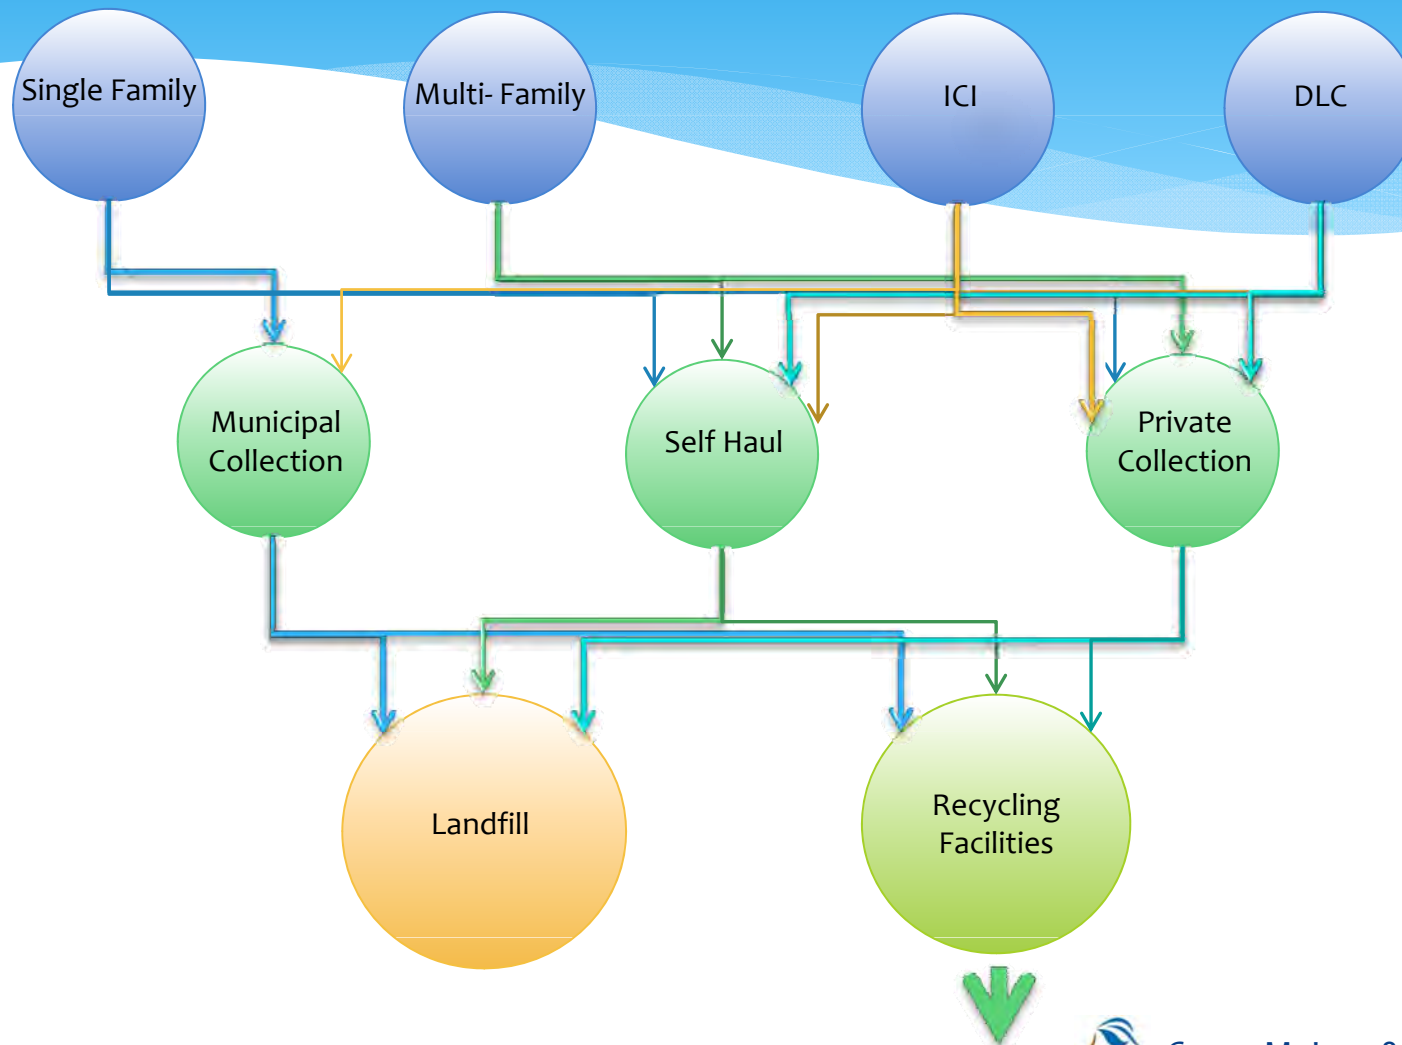 Single Family
Multi- Family
ICI
DLC
Municipal
Collection
Self Haul
Private
Collection
Landfill
Recycling
Facilities